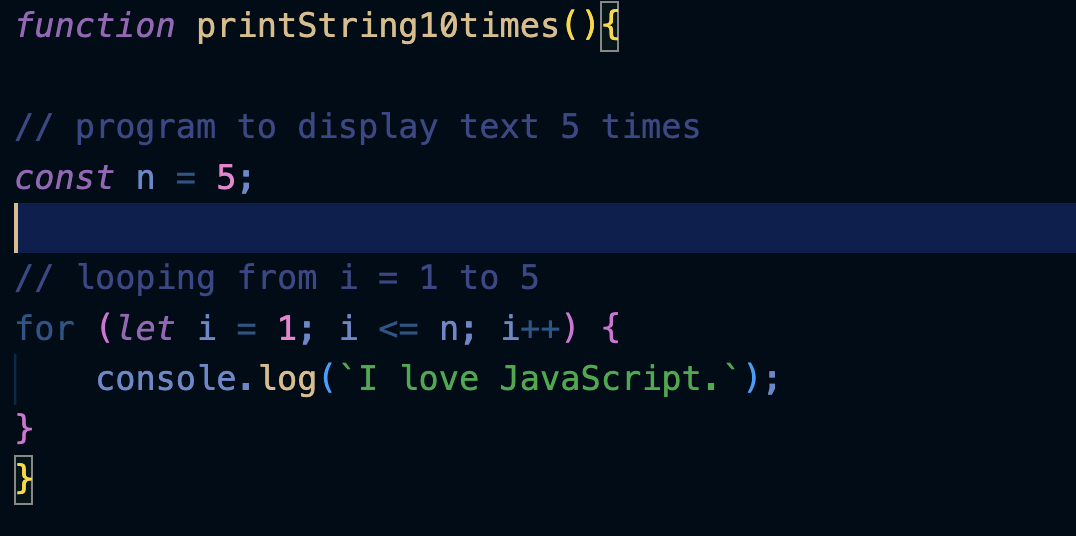 function printString10times(){
// program to display text 5 times
const n = 5;
// looping from i = 1 to 5
for (let i = 1; i <= n; i++) {
    console.log(`I love JavaScript.`);
}
}